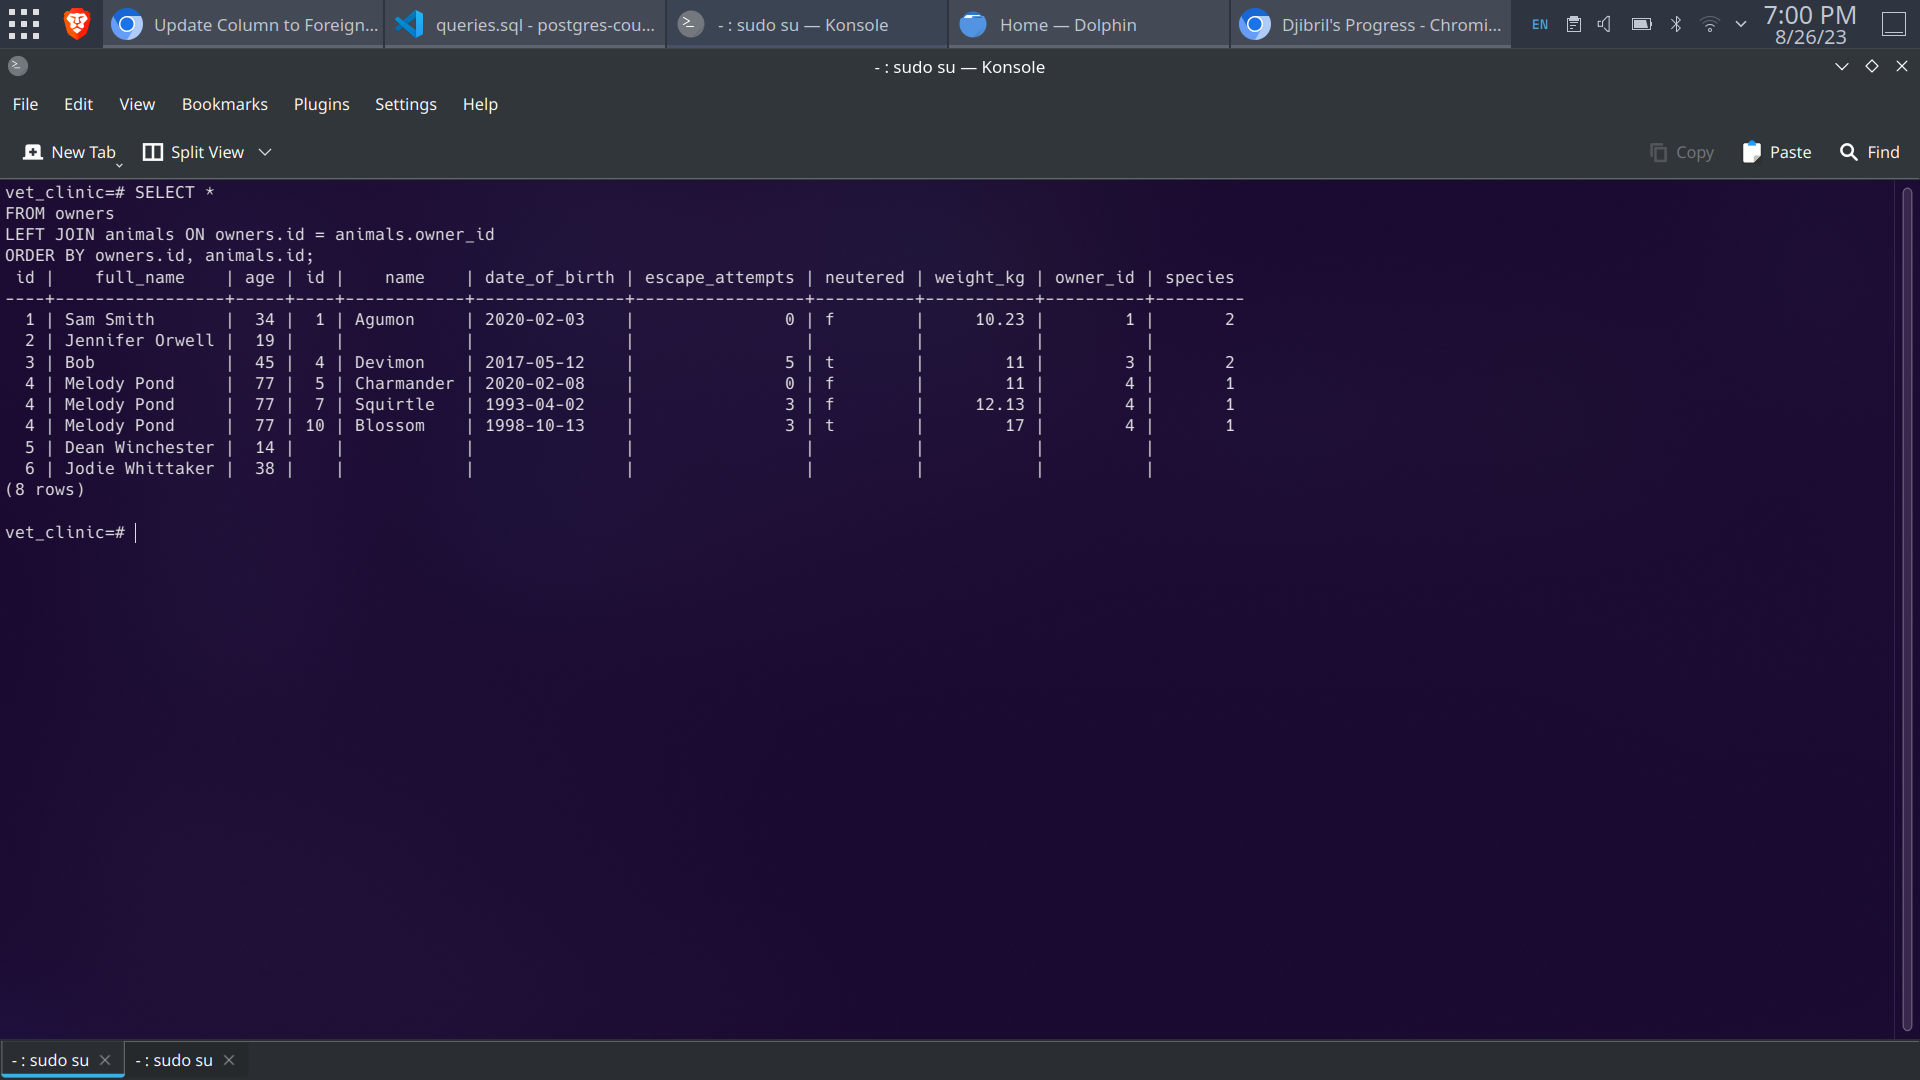 Update Column to Foreign...
queries.sql - postgres-cou...
- : sudo su — Konsole
Home — Dolphin
Djibril's Progress - Chromi...
EN
7:00 PM
8/26/23
- : sudo su — Konsole
File Edit View Bookmarks Plugins Settings Help
New Tab Split View Copy Paste Find
vet_clinic=# SELECT *
FROM owners
LEFT JOIN animals ON owners.id = animals.owner_id
ORDER BY owners.id, animals.id;
 id |    full_name    | age | id |    name    | date_of_birth | escape_attempts | neutered | weight_kg | owner_id | species
----+-----------------+-----+----+------------+---------------+-----------------+----------+-----------+----------+---------
  1 | Sam Smith       |  34 |  1 | Agumon     | 2020-02-03    |               0 | f        |     10.23 |        1 |       2
  2 | Jennifer Orwell |  19 |    |            |               |                 |          |           |          |
  3 | Bob             |  45 |  4 | Devimon    | 2017-05-12    |               5 | t        |        11 |        3 |       2
  4 | Melody Pond     |  77 |  5 | Charmander | 2020-02-08    |               0 | f        |        11 |        4 |       1
  4 | Melody Pond     |  77 |  7 | Squirtle   | 1993-04-02    |               3 | f        |     12.13 |        4 |       1
  4 | Melody Pond     |  77 | 10 | Blossom    | 1998-10-13    |               3 | t        |        17 |        4 |       1
  5 | Dean Winchester |  14 |    |            |               |                 |          |           |          |
  6 | Jodie Whittaker |  38 |    |            |               |                 |          |           |          |
(8 rows)
vet_clinic=#
- : sudo su
- : sudo su